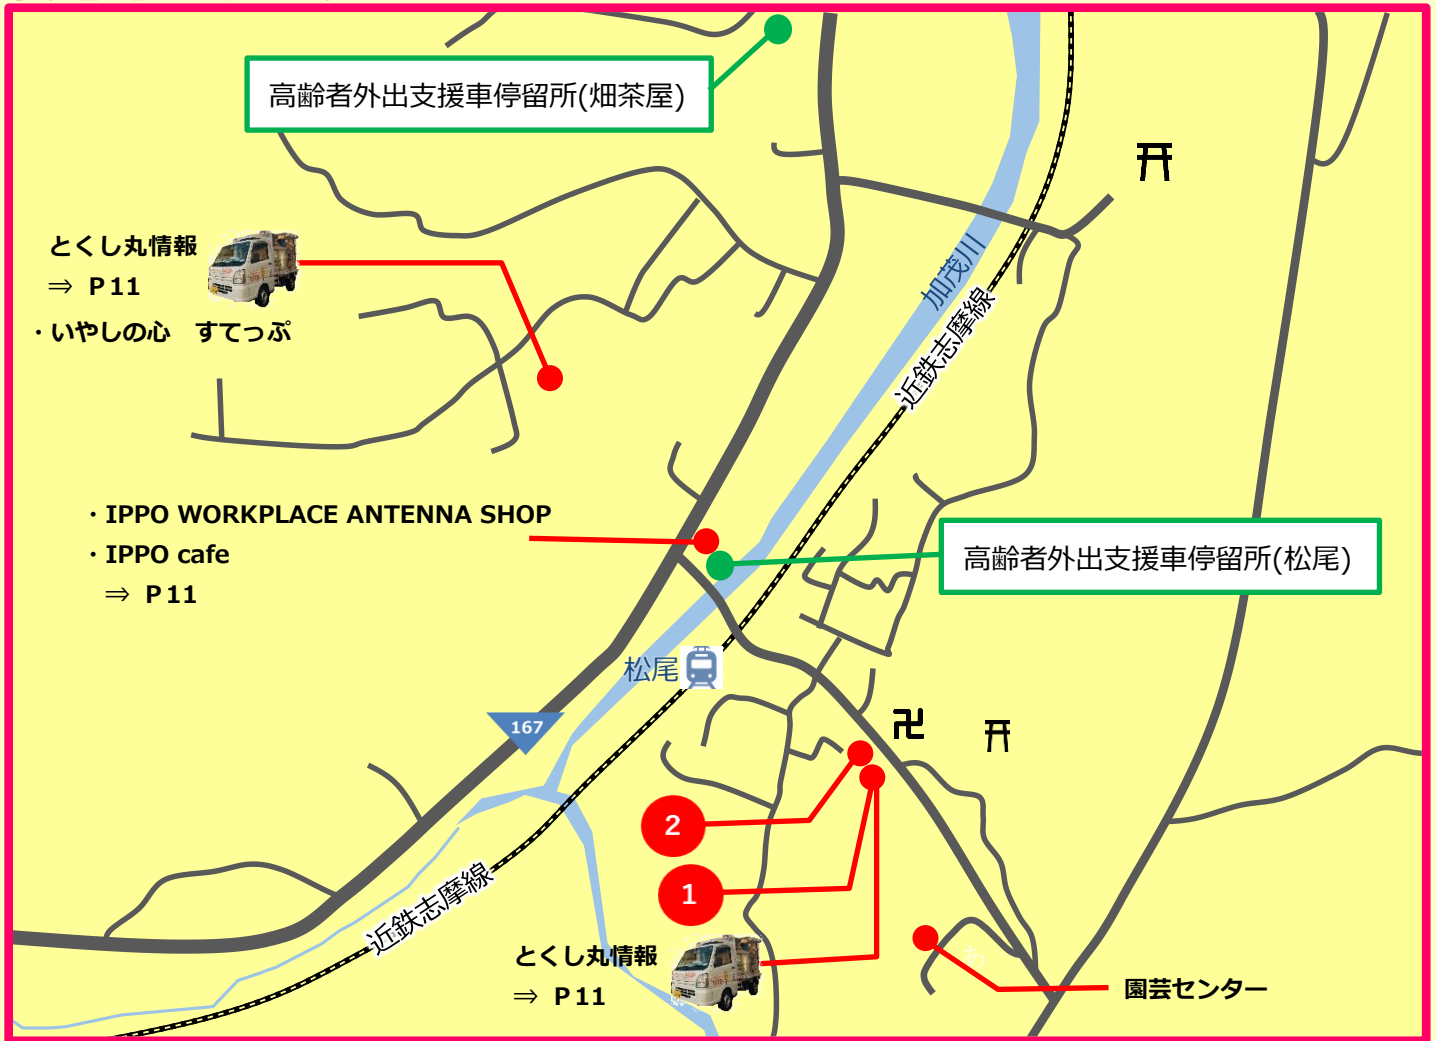 高齢者外出支援車停留所(畑茶屋)
とくし丸情報
⇒ P11
・いやしの心　すてっぷ
加茂川
近鉄志摩線
・IPPO WORKPLACE ANTENNA SHOP
・IPPO cafe
⇒ P11
高齢者外出支援車停留所(松尾)
松尾
167
2
1
近鉄志摩線
とくし丸情報
⇒ P11
園芸センター